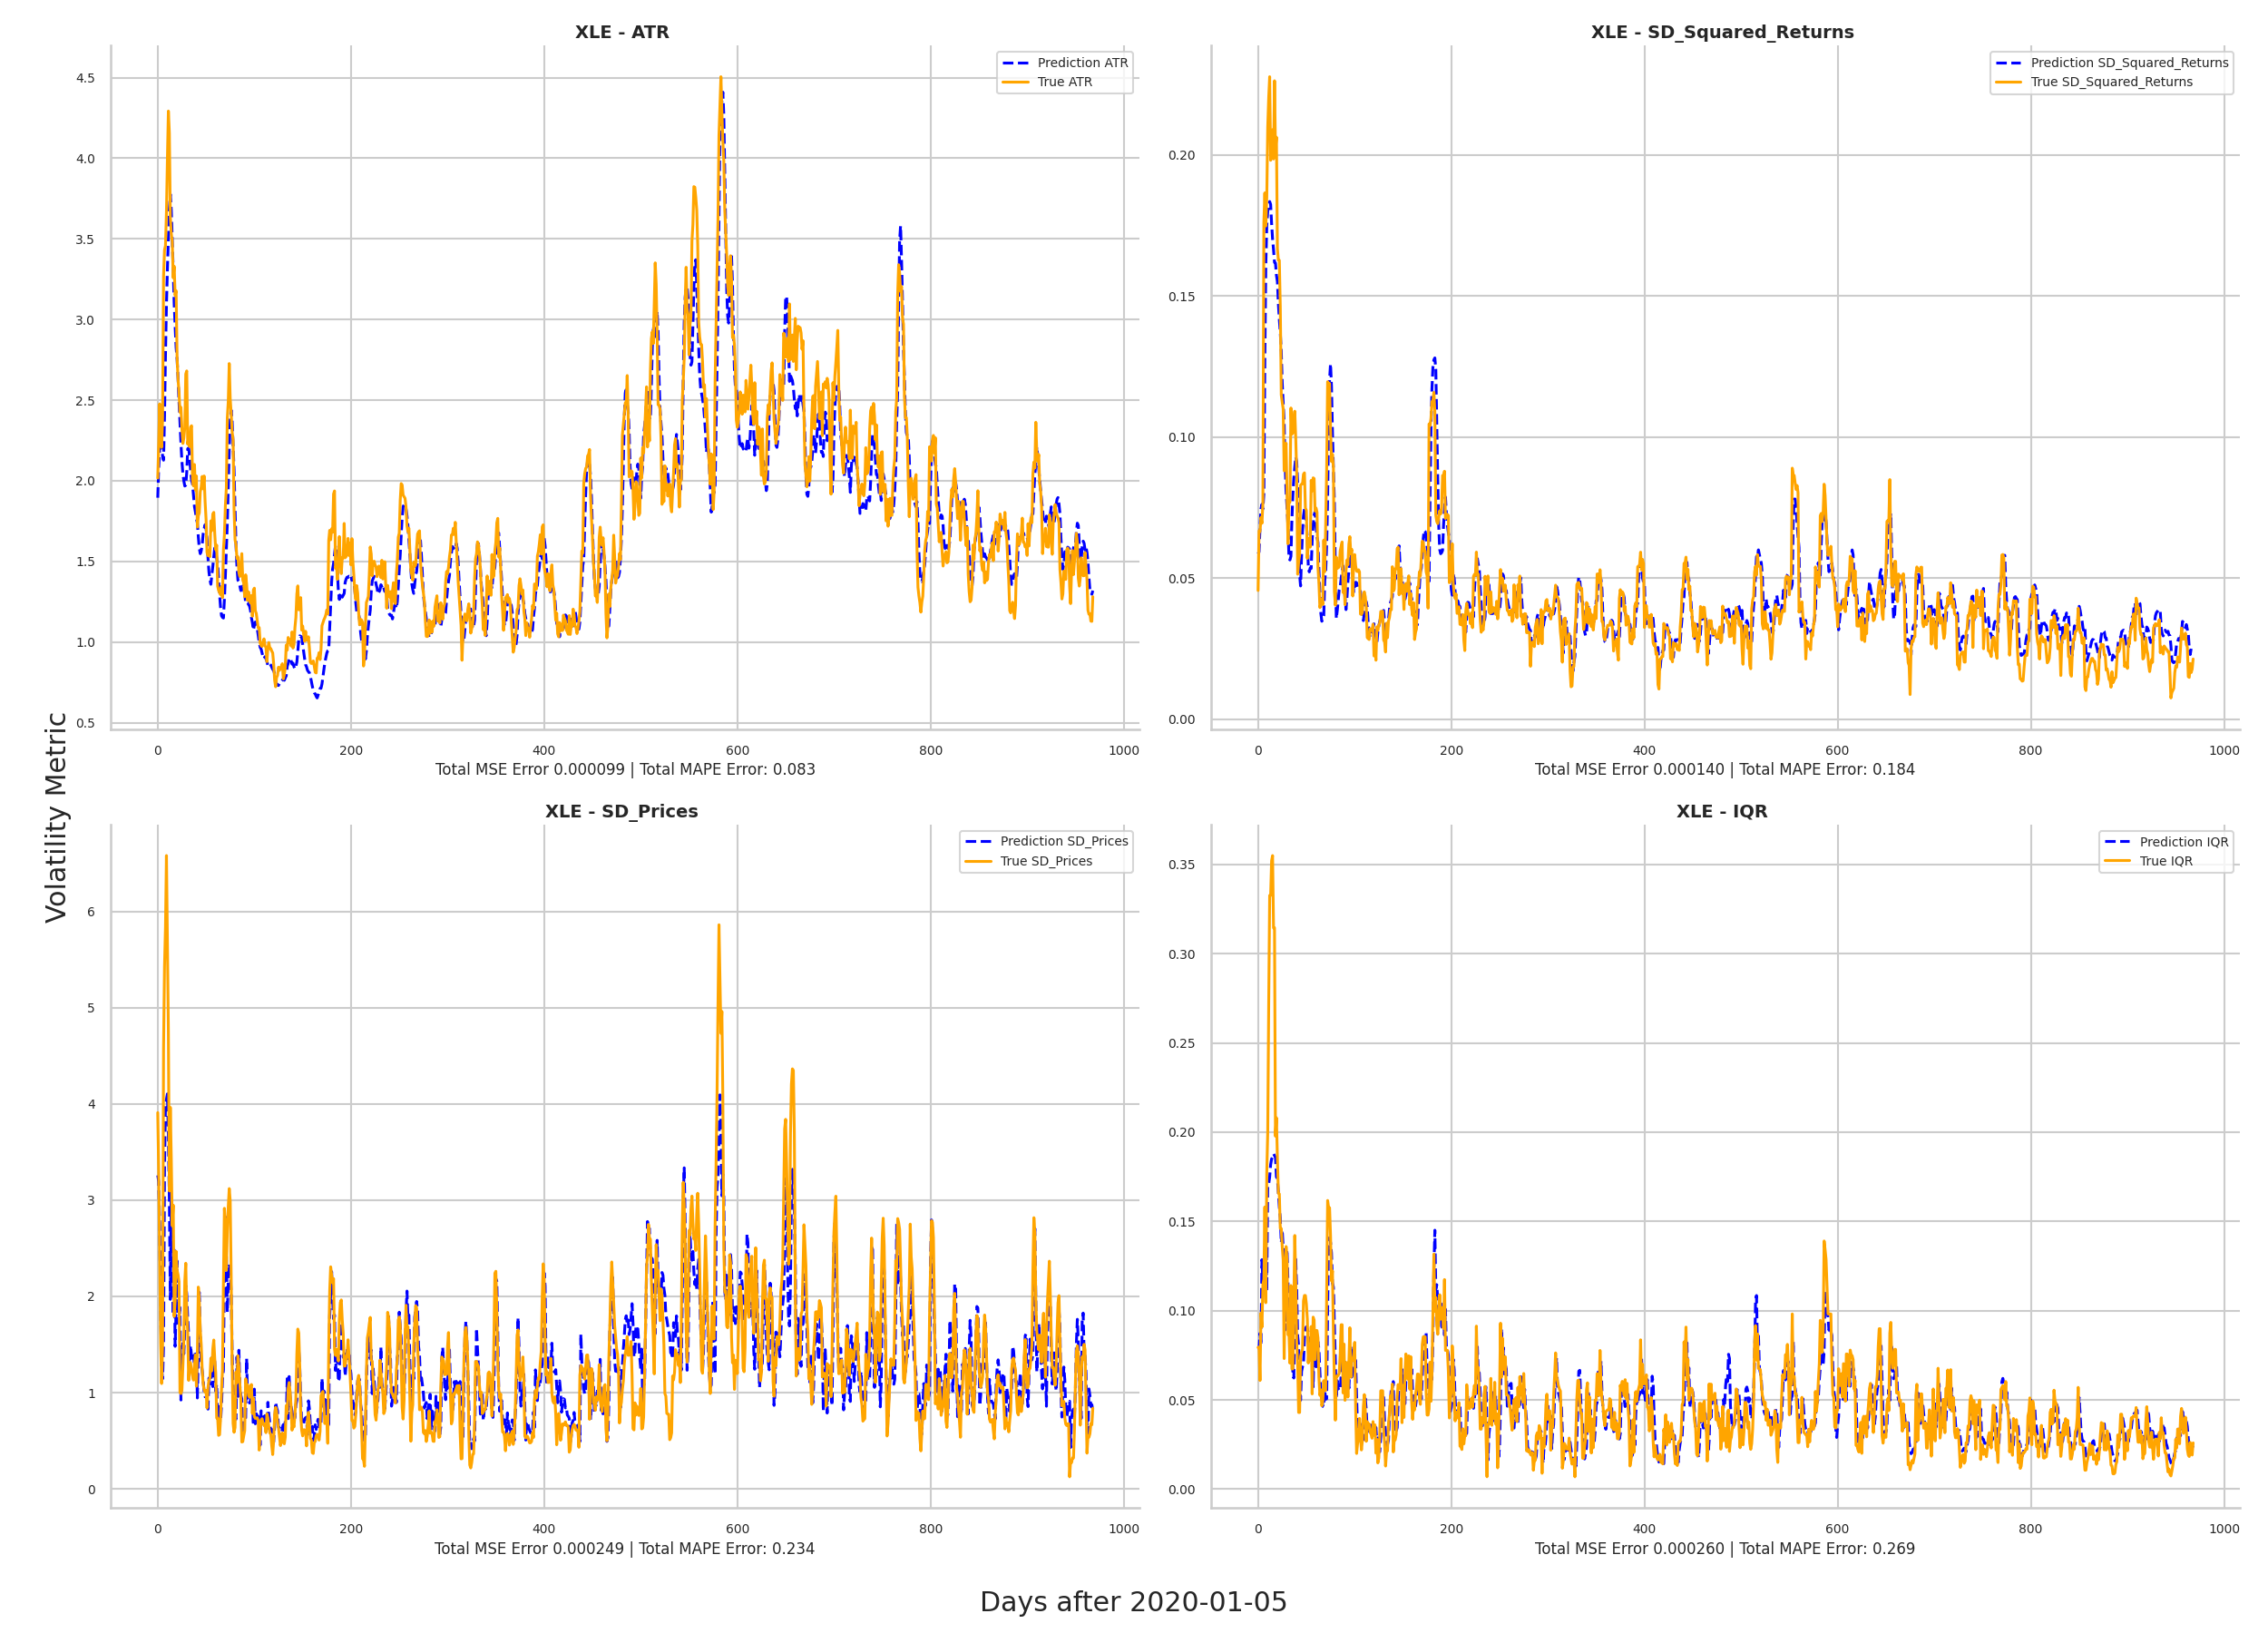 XLE - ATR
Prediction ATR
True ATR
4.5
4.0
3.5
3.0
2.5
2.0
1.5
1.0
0.5
0 200 400 600 800 1000
Total MSE Error 0.000099 | Total MAPE Error: 0.083
XLE - SD_Squared_Returns
Prediction SD_Squared_Returns
True SD_Squared_Returns
0.20
0.15
0.10
0.05
0.00
0 200 400 600 800 1000
Total MSE Error 0.000140 | Total MAPE Error: 0.184
Volatility Metric
XLE - SD_Prices
Prediction SD_Prices
True SD_Prices
6
5
4
3
2
1
0
0 200 400 600 800 1000
Total MSE Error 0.000249 | Total MAPE Error: 0.234
XLE - IQR
Prediction IQR
True IQR
0.35
0.30
0.25
0.20
0.15
0.10
0.05
0.00
0 200 400 600 800 1000
Total MSE Error 0.000260 | Total MAPE Error: 0.269
Days after 2020-01-05